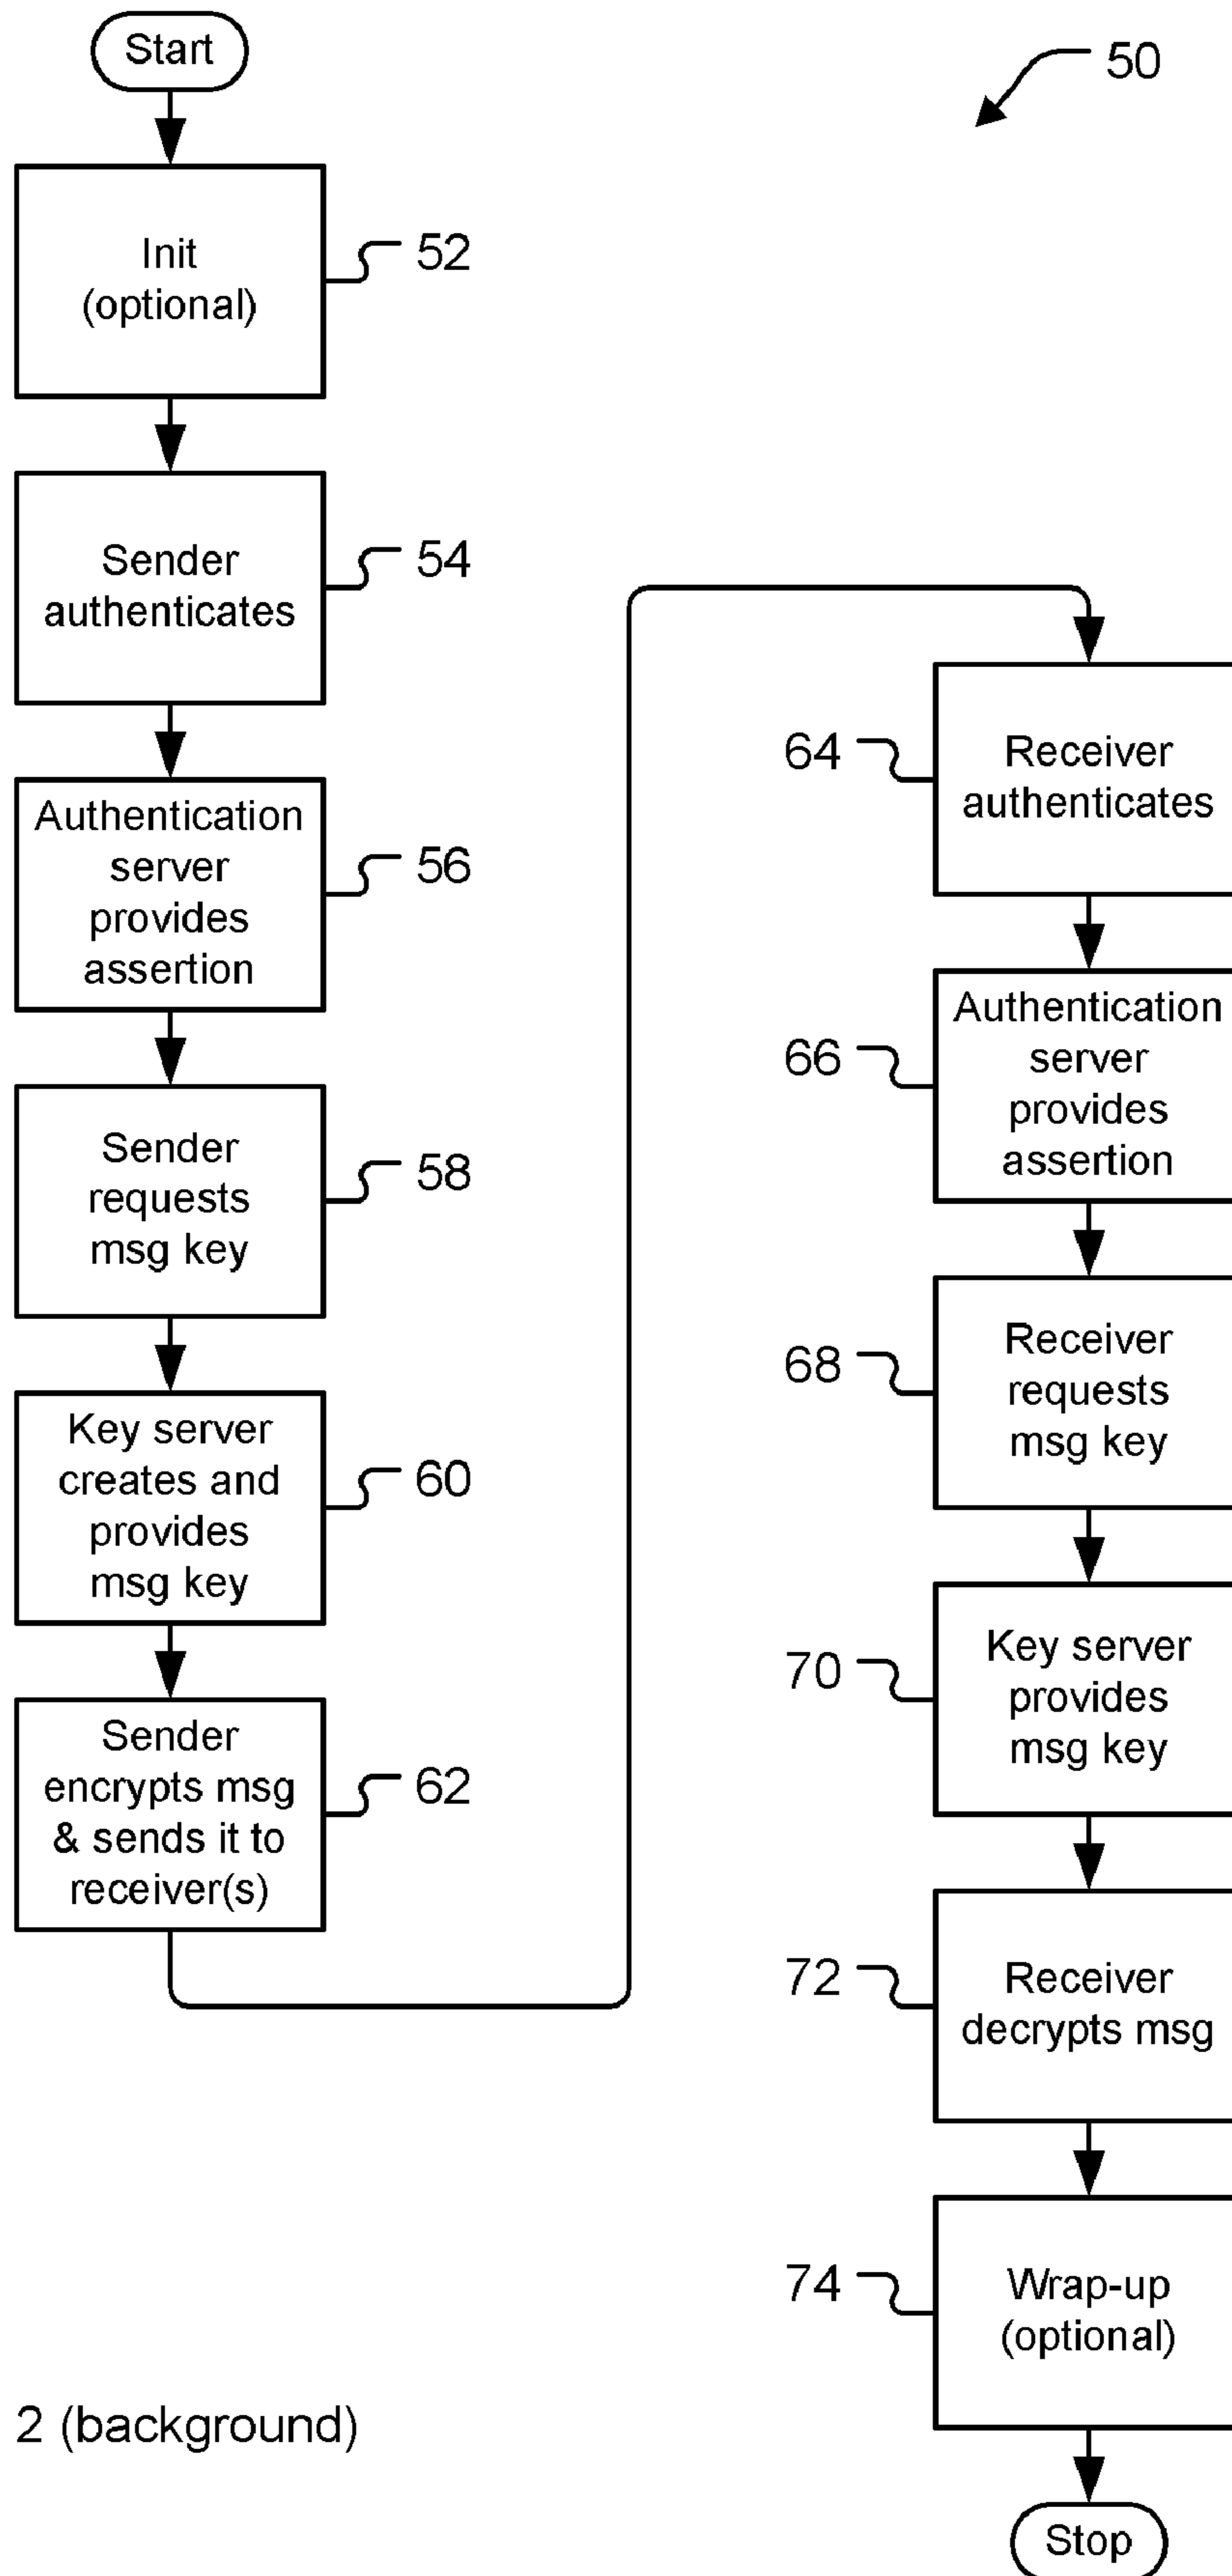 Start
50
Init
(optional)
52
Sender
authenticates
54
Authentication
server
provides
assertion
56
Sender
requests
msg key
58
Key server
creates and
provides
msg key
60
Sender
encrypts msg
& sends it to
receiver(s)
62
64
Receiver
authenticates
66
Authentication
server
provides
assertion
68
Receiver
requests
msg key
70
Key server
provides
msg key
72
Receiver
decrypts msg
74
Wrap-up
(optional)
Stop
2 (background)